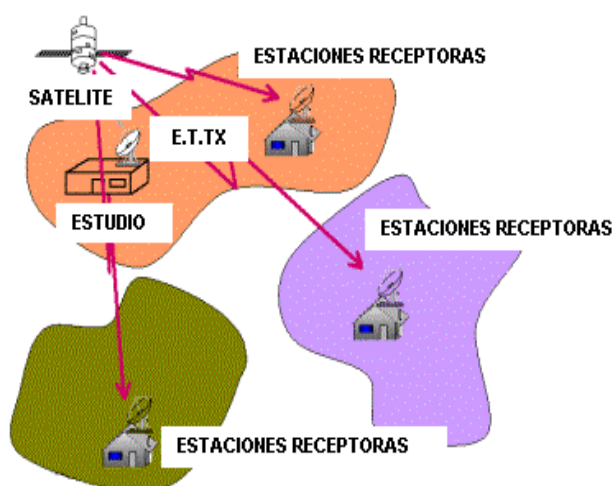 ESTACIONES RECEPTORAS
SATELITE
E.T.TX
ESTUDIO
ESTACIONES RECEPTORAS
ESTACIONES RECEPTORAS